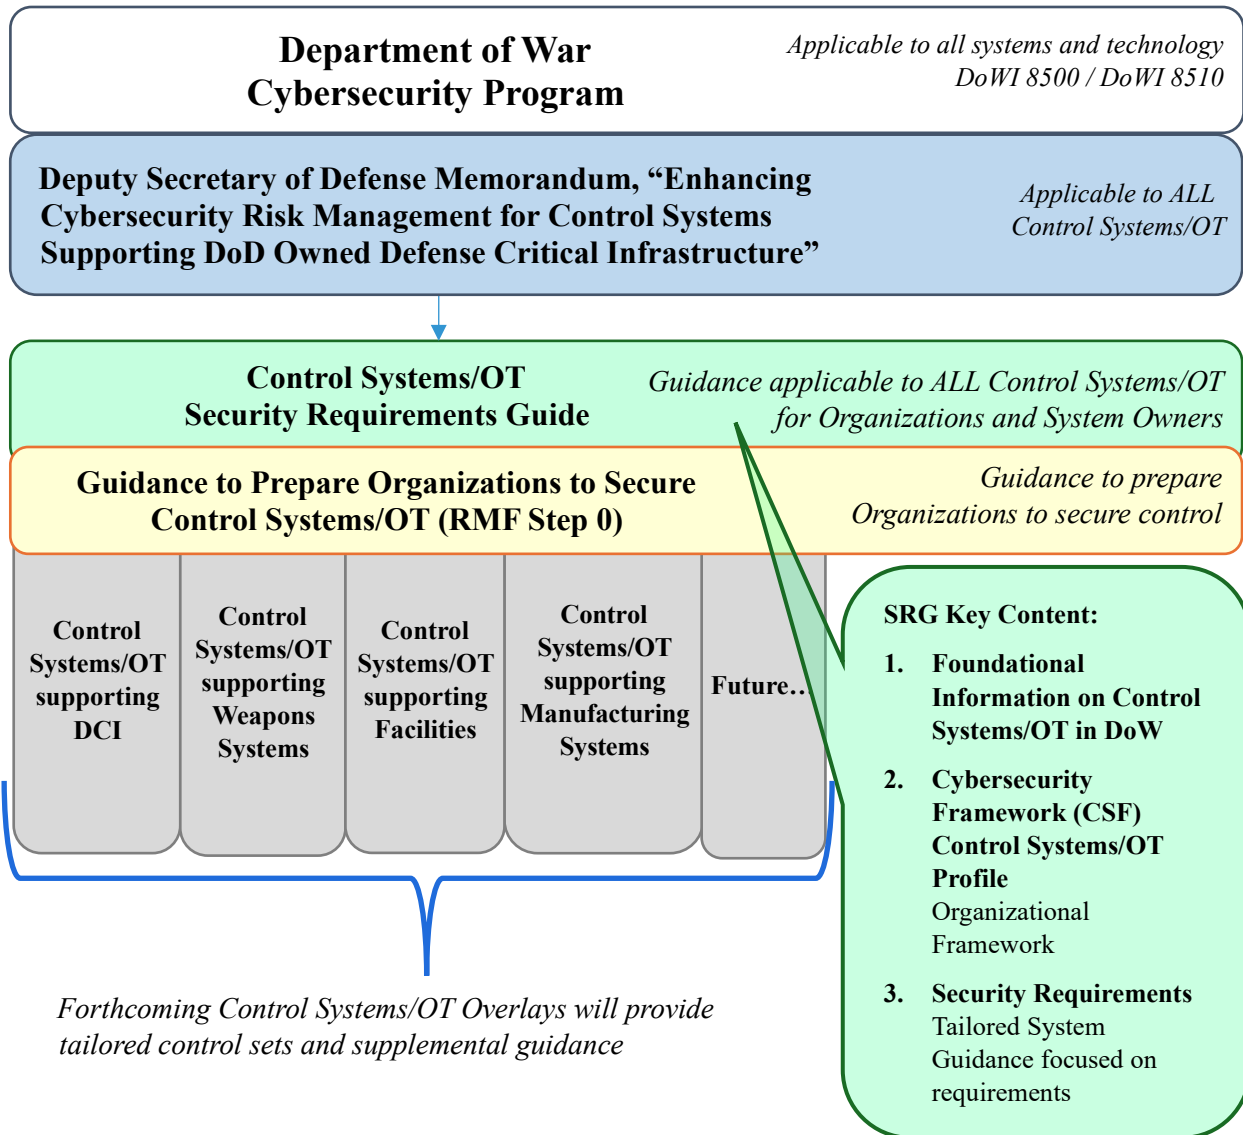 Department of War
Cybersecurity Program
Applicable to all systems and technology
DoWI 8500 / DoWI 8510
Deputy Secretary of Defense Memorandum, “Enhancing
Cybersecurity Risk Management for Control Systems
Supporting DoD Owned Defense Critical Infrastructure”
Applicable to ALL
Control Systems/OT
Control Systems/OT
Security Requirements Guide
Guidance applicable to ALL Control Systems/OT
for Organizations and System Owners
Guidance to Prepare Organizations to Secure
Control Systems/OT (RMF Step 0)
Guidance to prepare
Organizations to secure control
Control
Systems/OT
supporting
DCI
Control
Systems/OT
supporting
Weapons
Systems
Control
Systems/OT
supporting
Facilities
Control
Systems/OT
supporting
Manufacturing
Systems
Future…
SRG Key Content:
1. Foundational
Information on Control
Systems/OT in DoW
2. Cybersecurity
Framework (CSF)
Control Systems/OT
Profile
Organizational
Framework
3. Security Requirements
Tailored System
Guidance focused on
requirements
Forthcoming Control Systems/OT Overlays will provide
tailored control sets and supplemental guidance